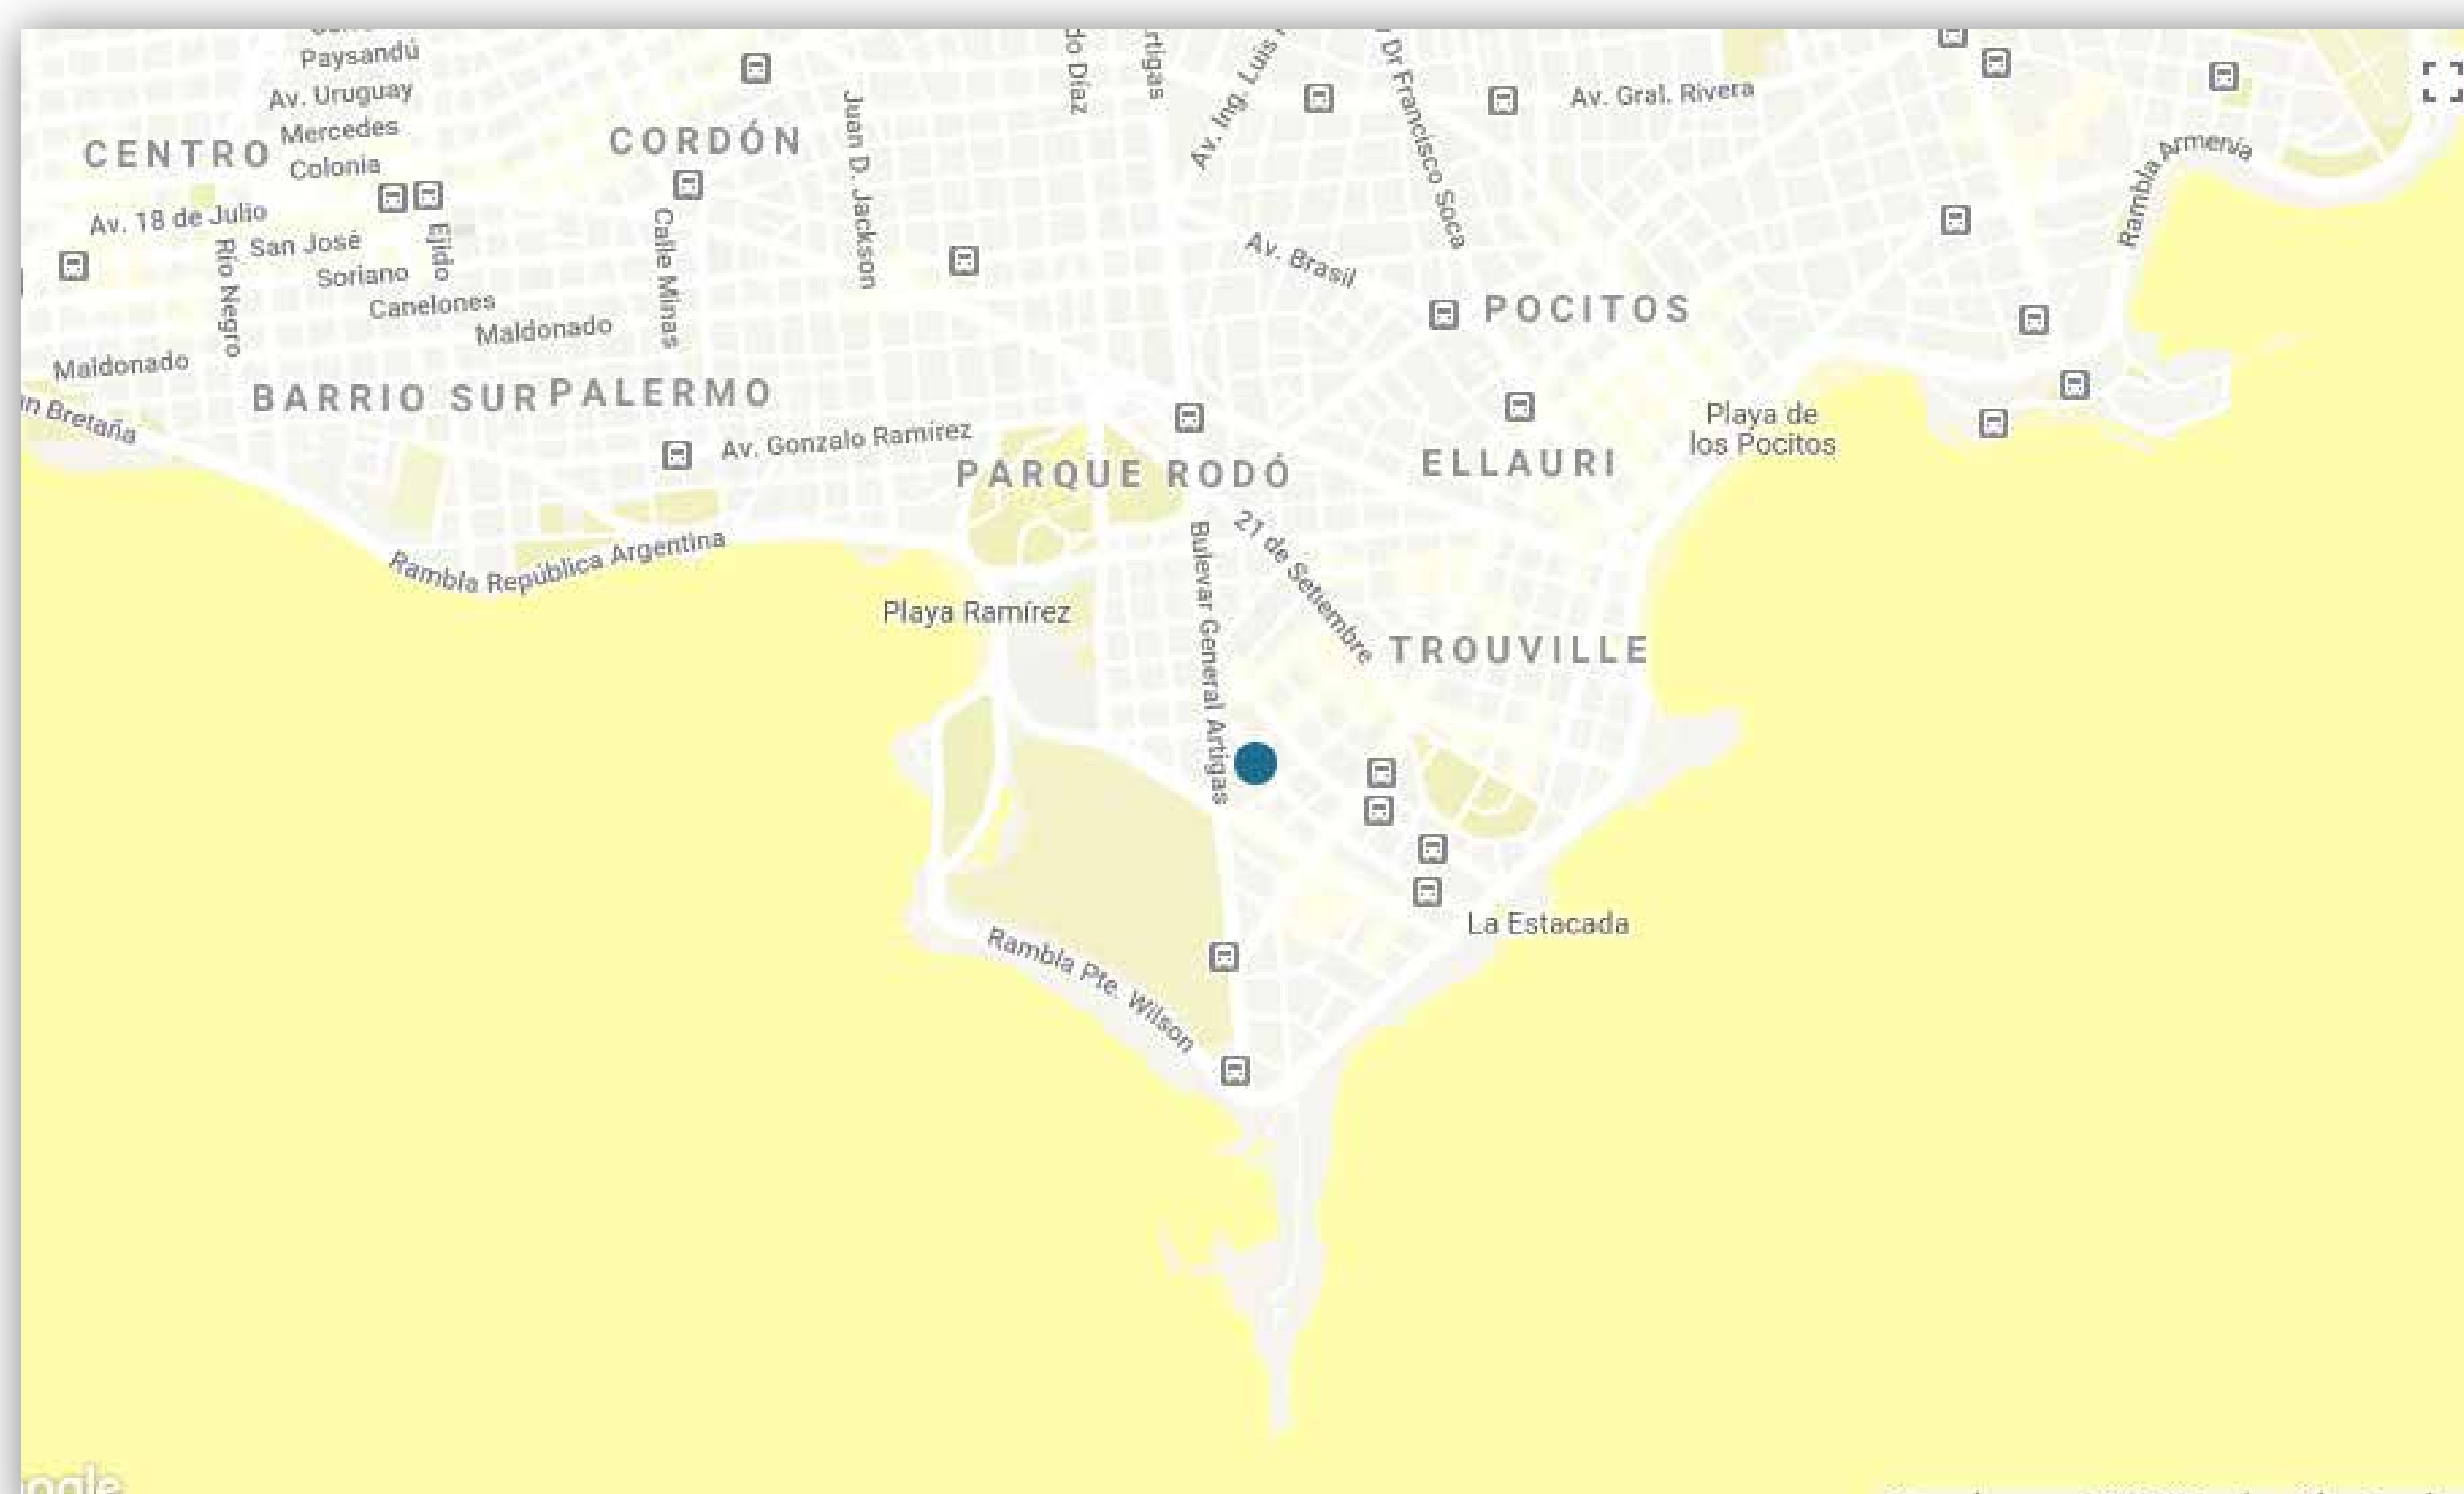 Paysandú
Av. Uruguay
Mercedes
Colonia
CENTRO
CORDÓN
Juan D. Jackson
do Díaz
rtigas
Av. Ing. Luis
Dr Francisco Soca
Av. Gral. Rivera
Rambla Armenia
Av. 18 de Julio
San José
Ejido
Soriano
Río Negro
Canelones
Maldonado
Calle Minas
Av. Brasil
POCITOS
Maldonado
BARRIO SUR
PALERMO
n Bretaña
Av. Gonzalo Ramírez
PARQUE RODÓ
ELLAURI
Playa de
los Pocitos
Rambla República Argentina
Playa Ramírez
Bulevar General Artigas
21 de Setiembre
TROUVILLE
La Estacada
Rambla Pte. Wilson
ogle